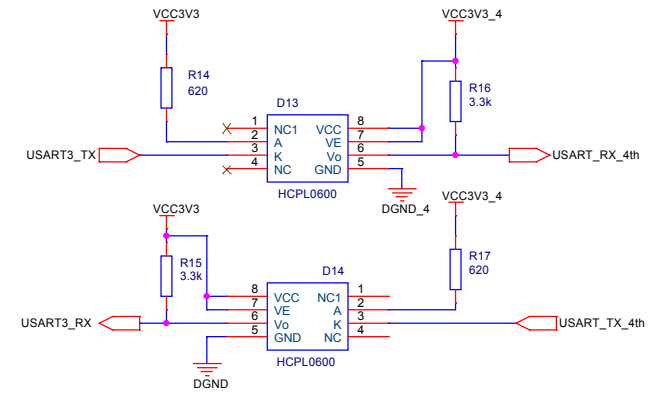 VCC3V3
VCC3V3_4
R14
620
D13
R16
3.3k
1
2
3
4
NC1
A
K
NC
VCC
VE
Vo
GND
8
7
6
5
USART3_TX
USART_RX_4th
HCPL0600
DGND_4
VCC3V3
VCC3V3_4
R15
3.3k
D14
R17
620
8
7
6
5
VCC
VE
Vo
GND
NC1
A
K
NC
1
2
3
4
USART3_RX
USART_TX_4th
HCPL0600
DGND